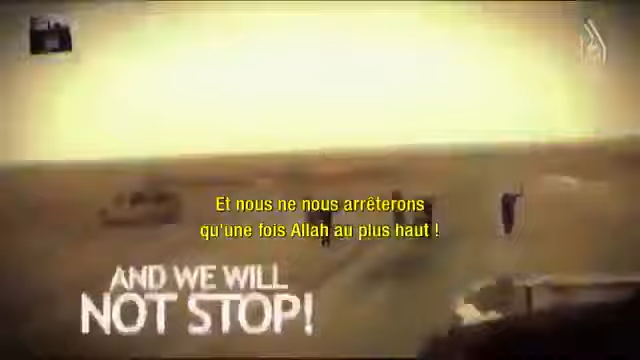 Et nous ne nous arrêterons
qu'une fois Allah au plus haut !
AND WE WILL
NOT STOP!